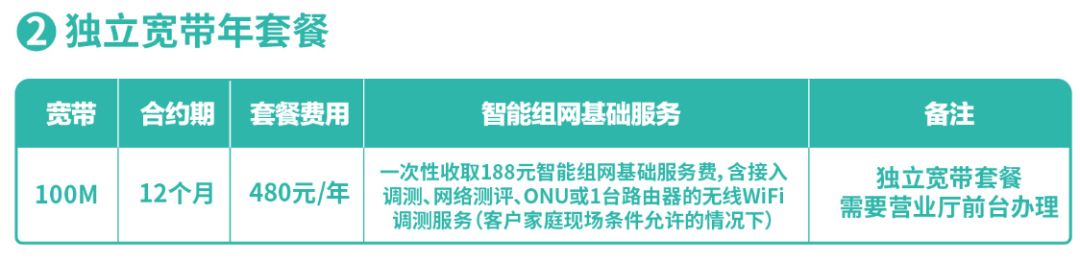 2 独立宽带年套餐
宽带 合约期 套餐费用 智能组网基础服务 备注
100M 12个月 480元/年
一次性收取188元智能组网基础服务费,含接入
调测、网络测评、ONU或1台路由器的无线WiFi
调测服务(客户家庭现场条件允许的情况下)
独立宽带套餐
需要营业厅前台办理